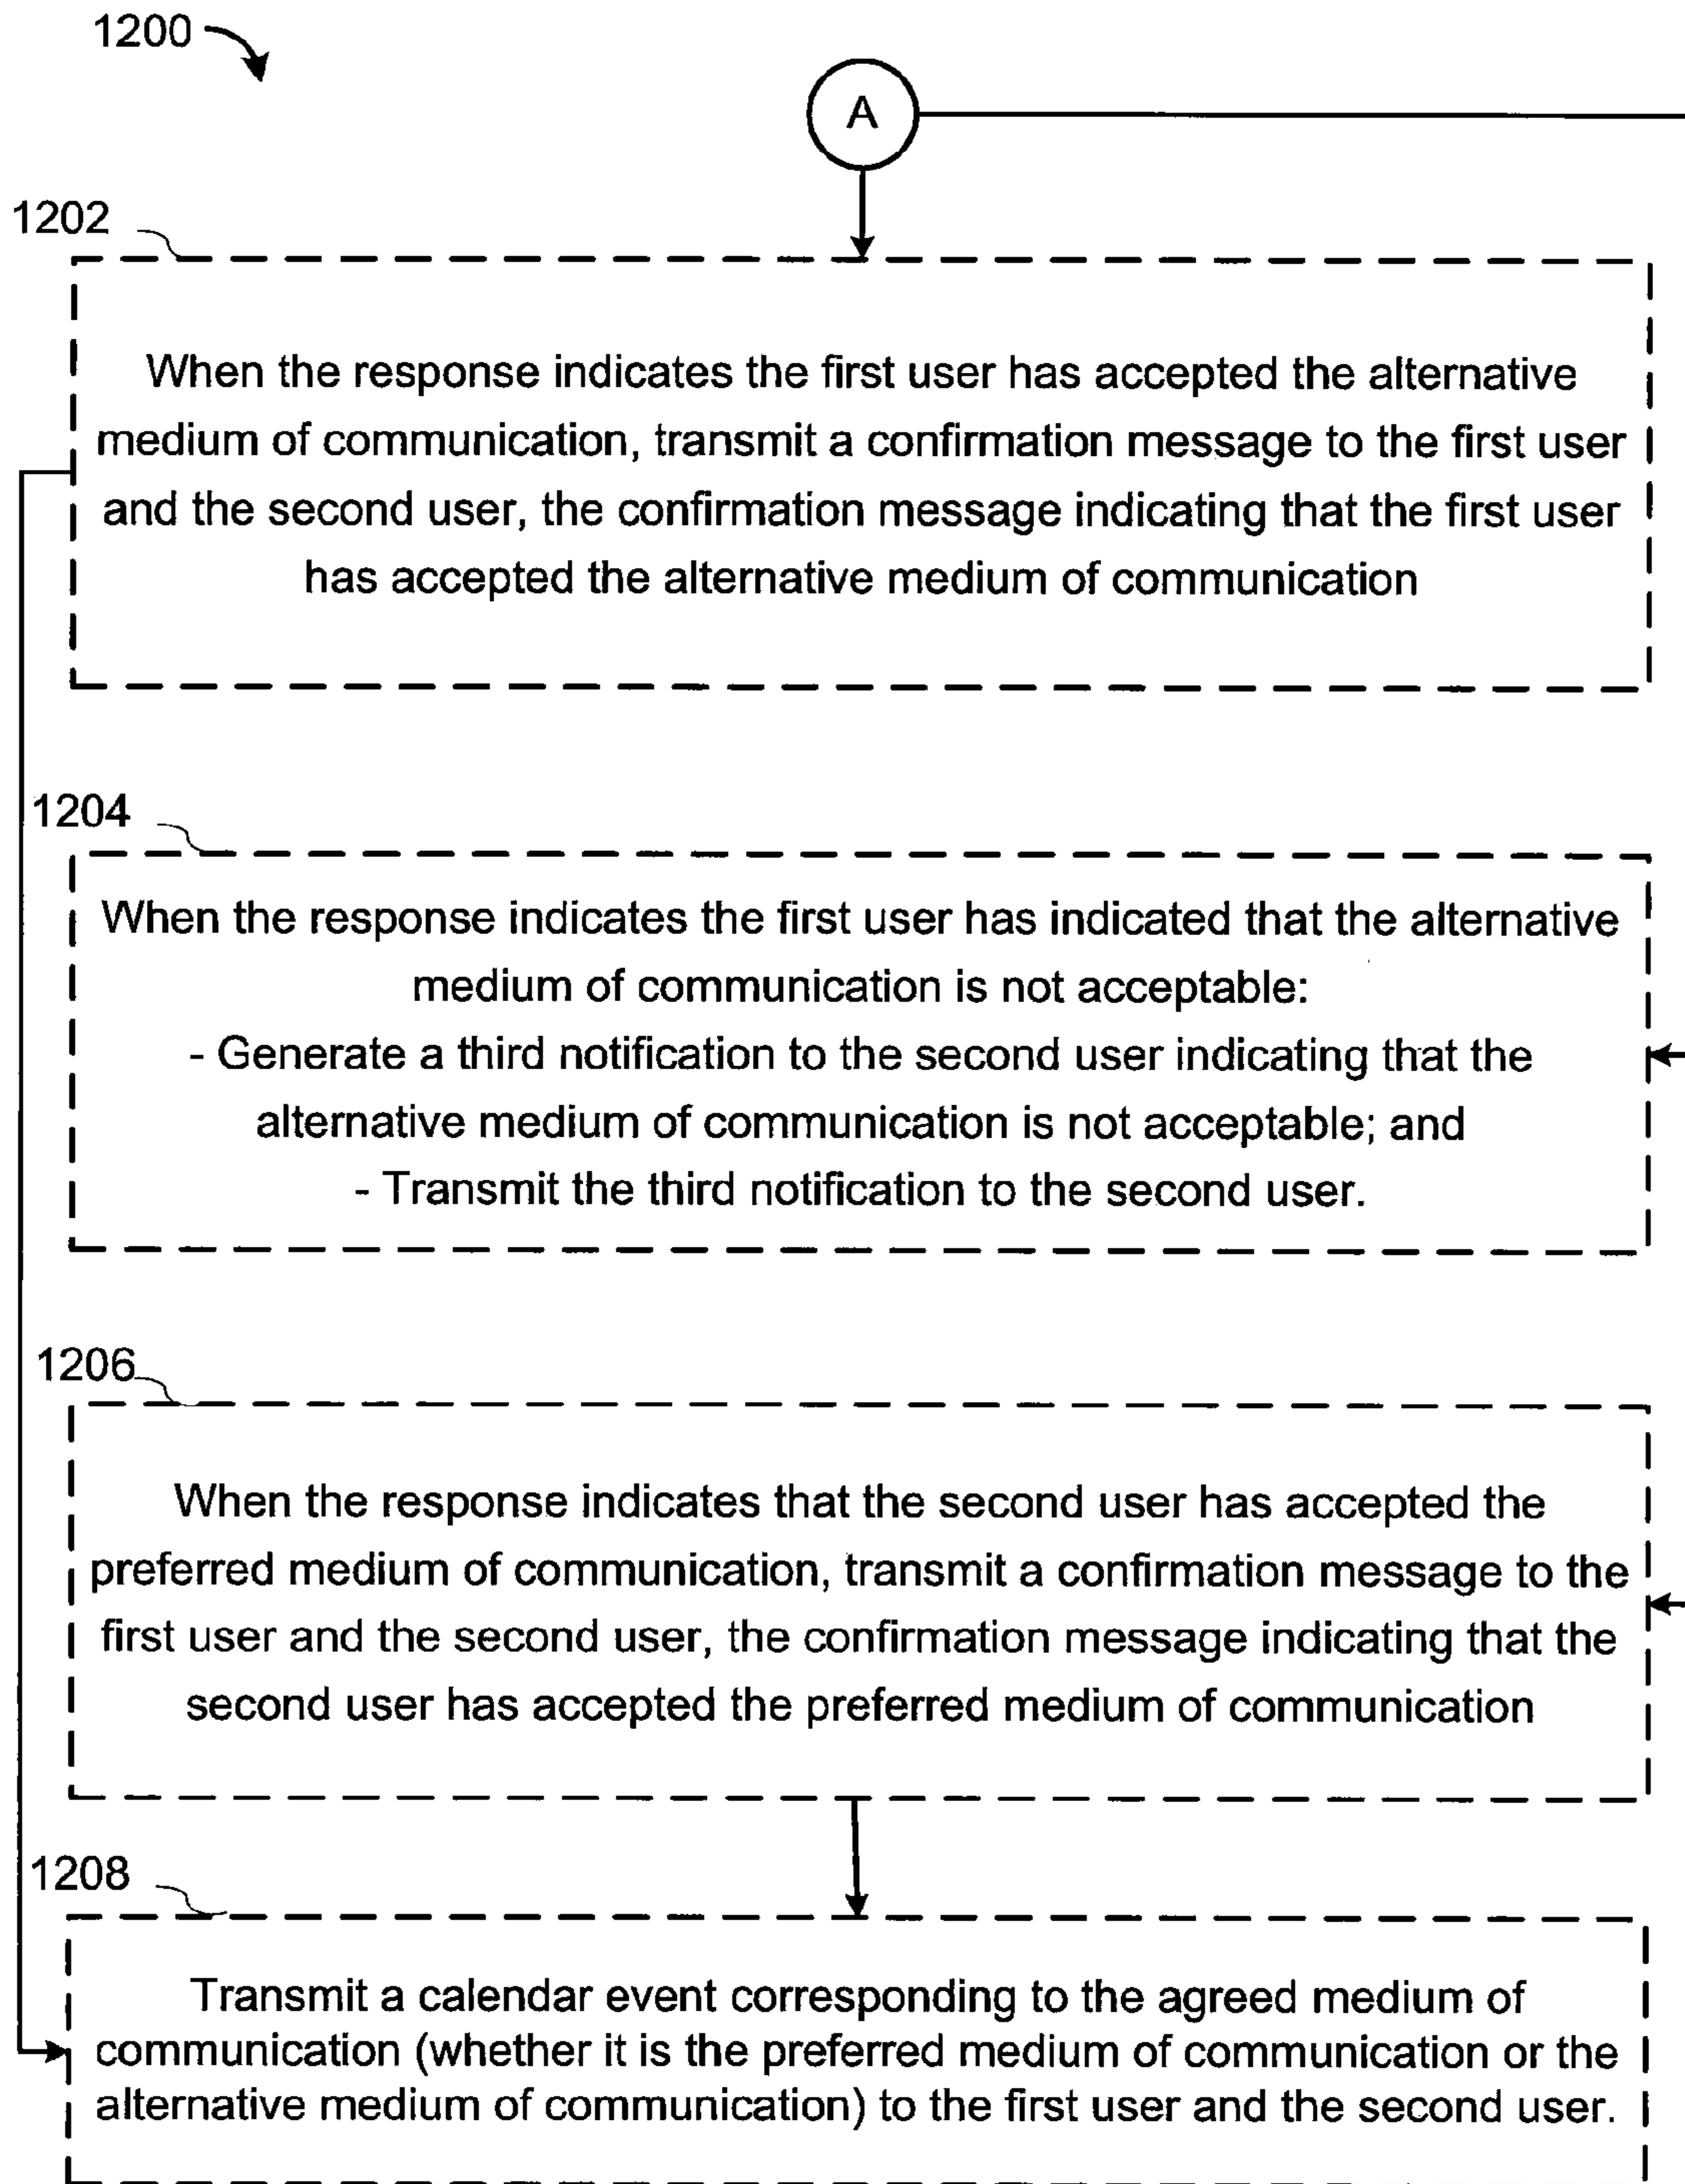 1200
A
1202
When the response indicates the first user has accepted the alternative
medium of communication, transmit a confirmation message to the first user
and the second user, the confirmation message indicating that the first user
has accepted the alternative medium of communication
1204
When the response indicates the first user has indicated that the alternative
medium of communication is not acceptable:
- Generate a third notification to the second user indicating that the
alternative medium of communication is not acceptable; and
- Transmit the third notification to the second user.
1206
When the response indicates that the second user has accepted the
preferred medium of communication, transmit a confirmation message to the
first user and the second user, the confirmation message indicating that the
second user has accepted the preferred medium of communication
1208
Transmit a calendar event corresponding to the agreed medium of
communication (whether it is the preferred medium of communication or the
alternative medium of communication) to the first user and the second user.